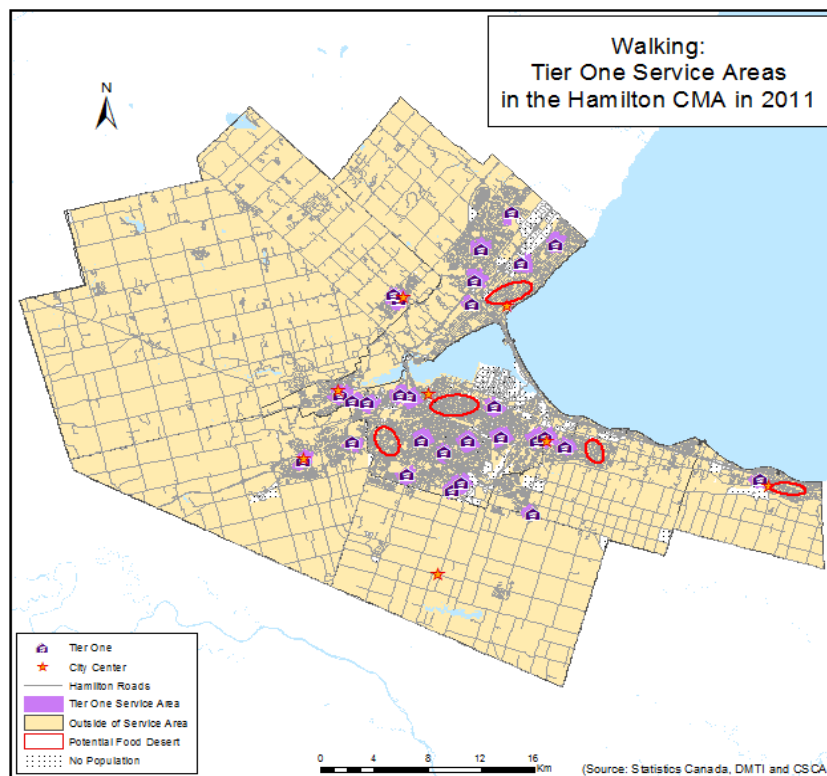 Walking:
Tier One Service Areas
in the Hamilton CMA in 2011
N
Tier One
City Center
Hamilton Roads
Tier One Service Area
Outside of Service Area
Potential Food Desert
No Population
0 4 8 12 16
Km
(Source: Statistics Canada, DMTI and CSCA